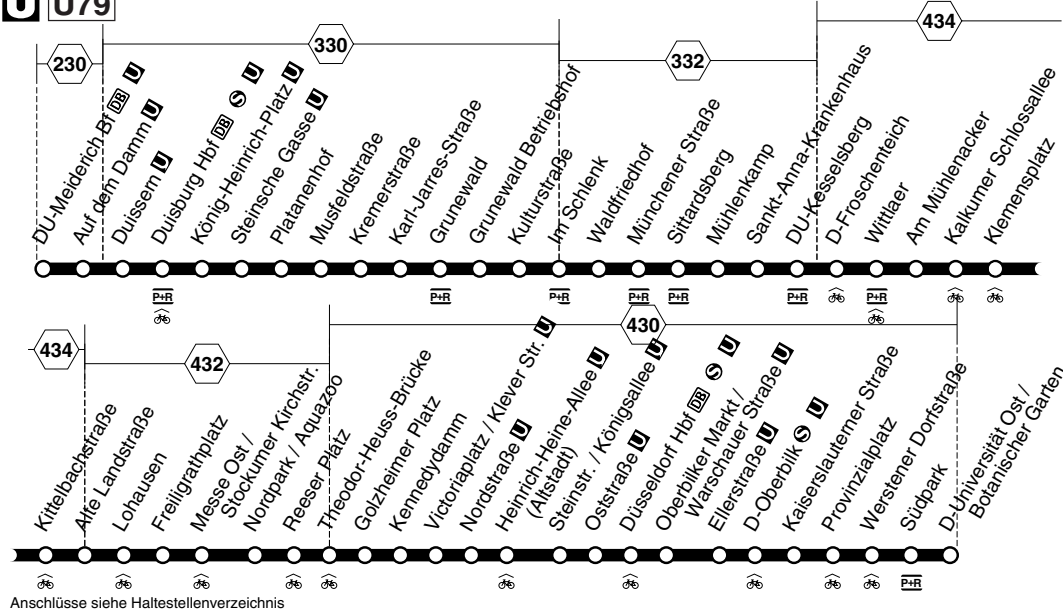 U U79
230
330
332
434
DU-Meiderich Bf DB U
Auf dem Damm U
Duissern U
Duisburg Hbf DB S U
König-Heinrich-Platz U
Steinsche Gasse U
Platanenhof
Musfeldstraße
Kremerstraße
Karl-Jarres-Straße
Grunewald
Grunewald Betriebshof
Kulturstraße
Im Schlenk
Waldfriedhof
Münchener Straße
Sittardsberg
Mühlenkamp
Sankt-Anna-Krankenhaus
DU-Kesselsberg
D-Froschenteich
Wittlaer
Am Mühlenacker
Kalkumer Schlossallee
Klemensplatz
P+R
P+R
P+R
P+R
P+R
P+R
P+R
434
432
430
Kittelbachstraße
Alte Landstraße
Lohausen
Freiligrathplatz
Messe Ost /
Stockumer Kirchstr.
Nordpark / Aquazoo
Reeser Platz
Theodor-Heuss-Brücke
Golzheimer Platz
Kennedydamm
Victoriaplatz / Klever Str. U
Nordstraße U
Heinrich-Heine-Allee U
(Altstadt)
Steinstr. / Königsallee U
Oststraße U
Düsseldorf Hbf DB S U
Oberbilker Markt /
Warschauer Straße U
Ellerstraße U
D-Oberbilk S U
Kaiserslauterner Straße
Provinzialplatz
Werstener Dorfstraße
Südpark
D-Universität Ost /
Botanischer Garten
P+R
Anschlüsse siehe Haltestellenverzeichnis